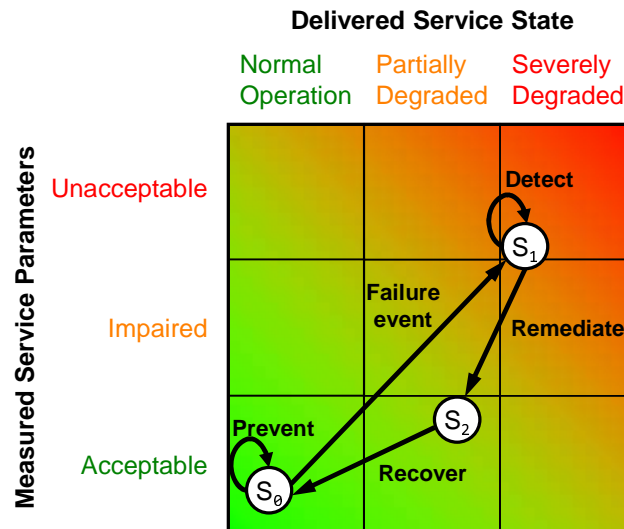 Delivered Service State
Normal
Operation
Partially
Degraded
Severely
Degraded
Measured Service Parameters
Unacceptable
Impaired
Acceptable
Detect
S₁
Failure
event
Remediate
S₂
Prevent
Recover
S₀